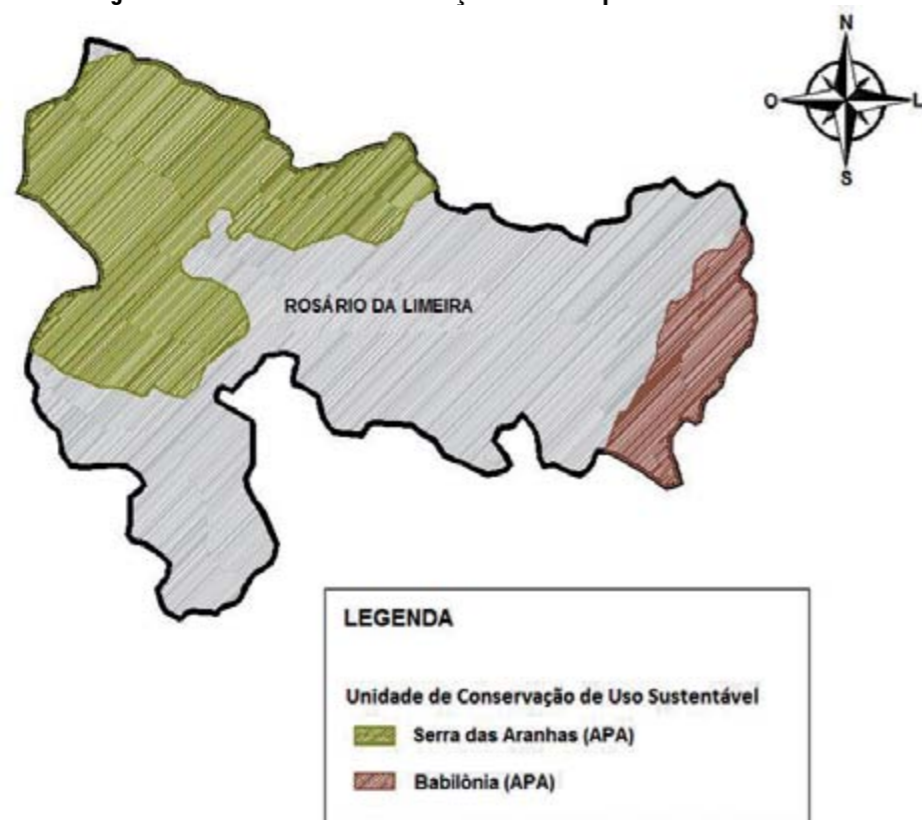 N
O L
S
ROSÁRIO DA LIMEIRA
LEGENDA
Unidade de Conservação de Uso Sustentável
Serra das Aranhas (APA)
Babilônia (APA)